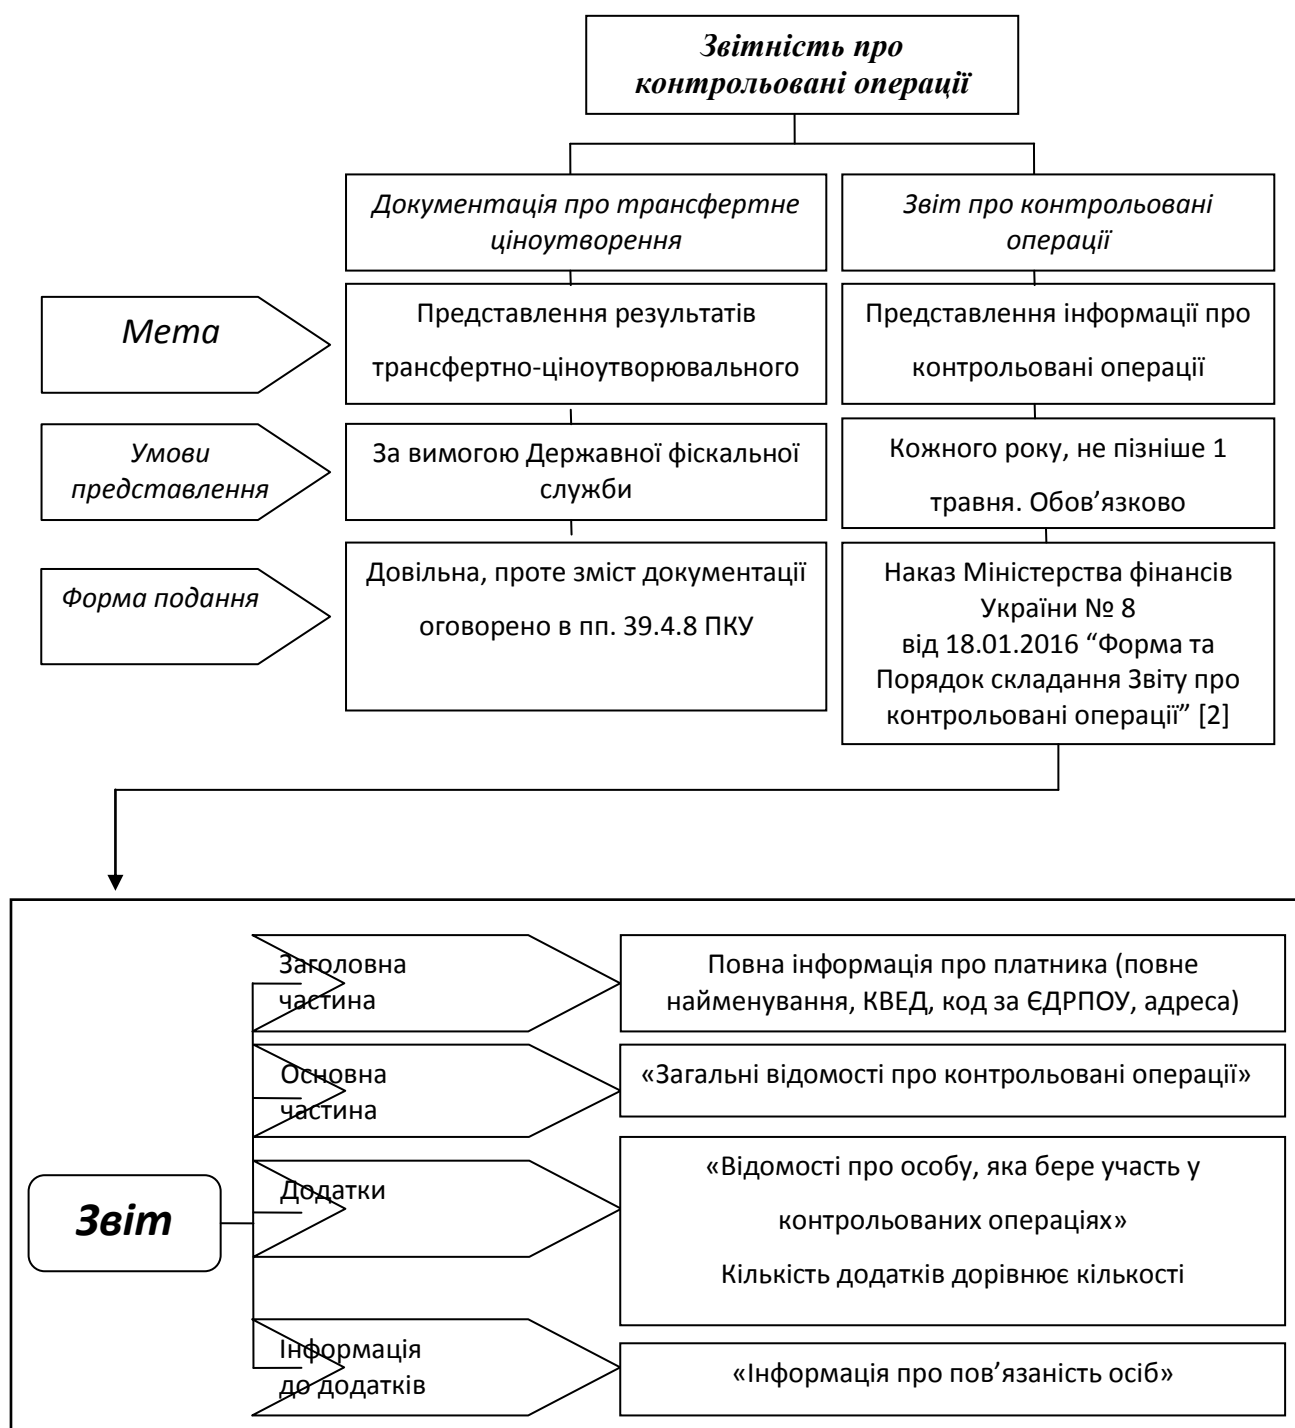 Звітність про
контрольовані операції
Документація про трансфертне
ціноутворення
Звіт про контрольовані
операції
Мета
Представлення результатів
трансфертно-ціноутворювального
Представлення інформації про
контрольовані операції
Умови
представлення
За вимогою Державної фіскальної
служби
Кожного року, не пізніше 1
травня. Обов’язково
Форма подання
Довільна, проте зміст документації
оговорено в пп. 39.4.8 ПКУ
Наказ Міністерства фінансів
України № 8
від 18.01.2016 “Форма та
Порядок складання Звіту про
контрольовані операції” [2]
Звіт
Заголовна
частина
Повна інформація про платника (повне
найменування, КВЕД, код за ЄДРПОУ, адреса)
Основна
частина
«Загальні відомості про контрольовані операції»
Додатки
«Відомості про особу, яка бере участь у
контрольованих операціях»
Кількість додатків дорівнює кількості
Інформація
до додатків
«Інформація про пов’язаність осіб»